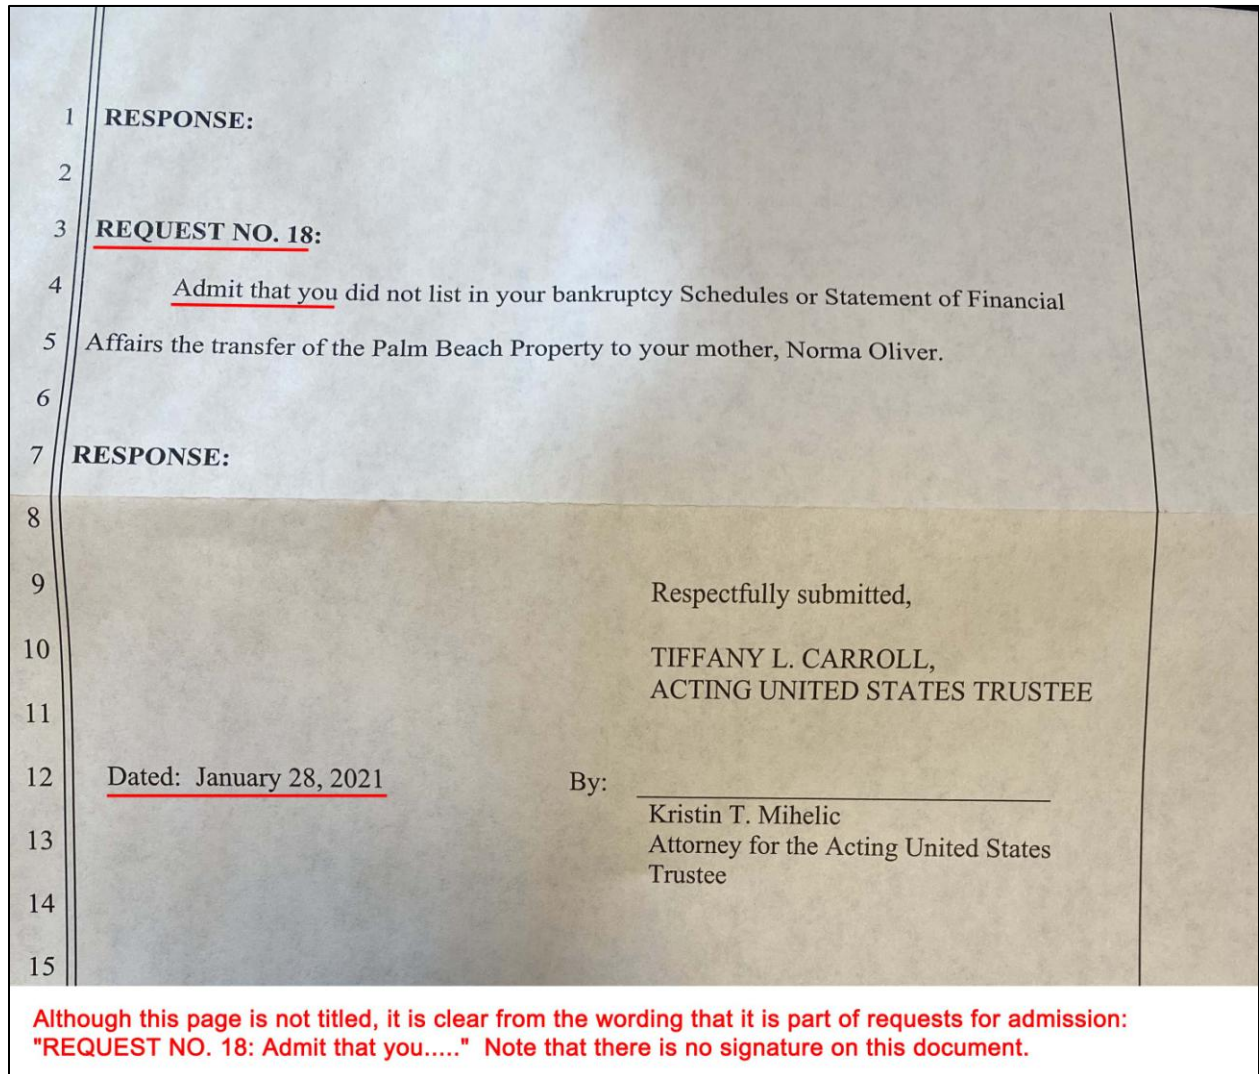 1 RESPONSE:
2
3 REQUEST NO. 18:
4 Admit that you did not list in your bankruptcy Schedules or Statement of Financial
5 Affairs the transfer of the Palm Beach Property to your mother, Norma Oliver.
6
7 RESPONSE:
8
9 Respectfully submitted,
10 TIFFANY L. CARROLL,
ACTING UNITED STATES TRUSTEE
11
12 Dated: January 28, 2021 By:
Kristin T. Mihelic
13 Attorney for the Acting United States
Trustee
14
15
Although this page is not titled, it is clear from the wording that it is part of requests for admission:
"REQUEST NO. 18: Admit that you....." Note that there is no signature on this document.